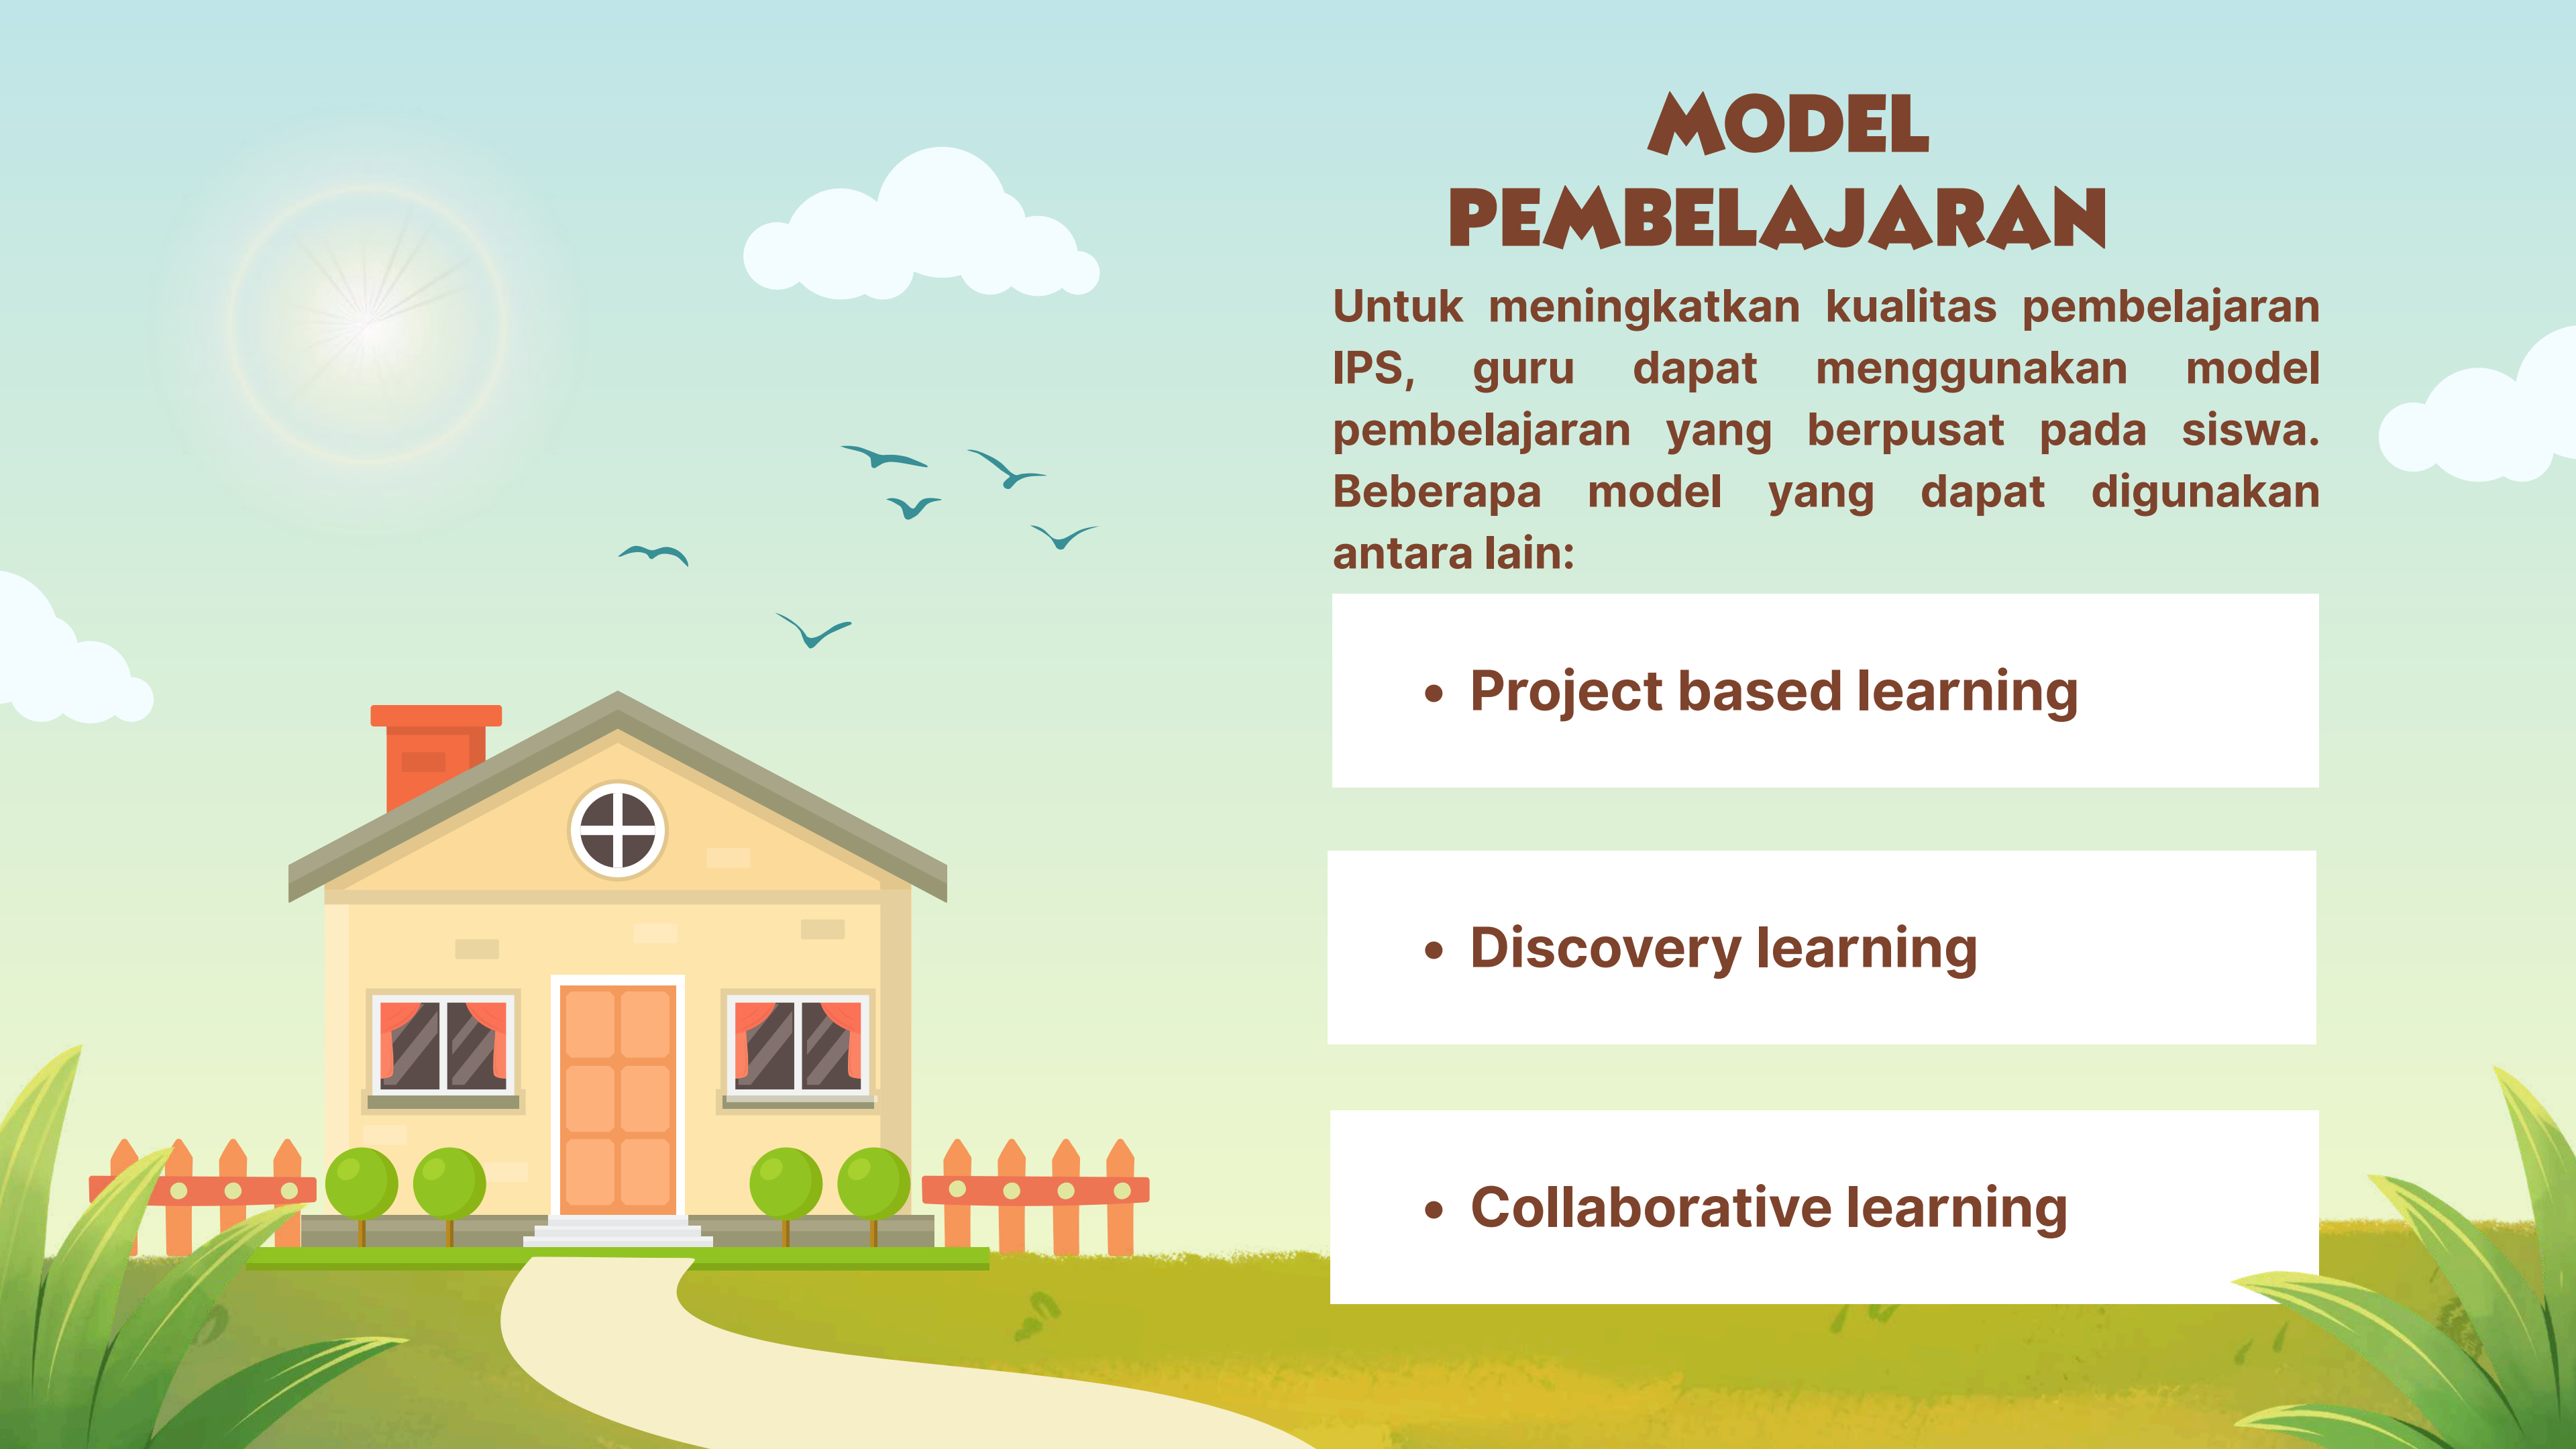 MODEL
PEMBELAJARAN
Untuk meningkatkan kualitas pembelajaran
IPS, guru dapat menggunakan model
pembelajaran yang berpusat pada siswa.
Beberapa model yang dapat digunakan
antara lain:
• Project based learning
• Discovery learning
• Collaborative learning